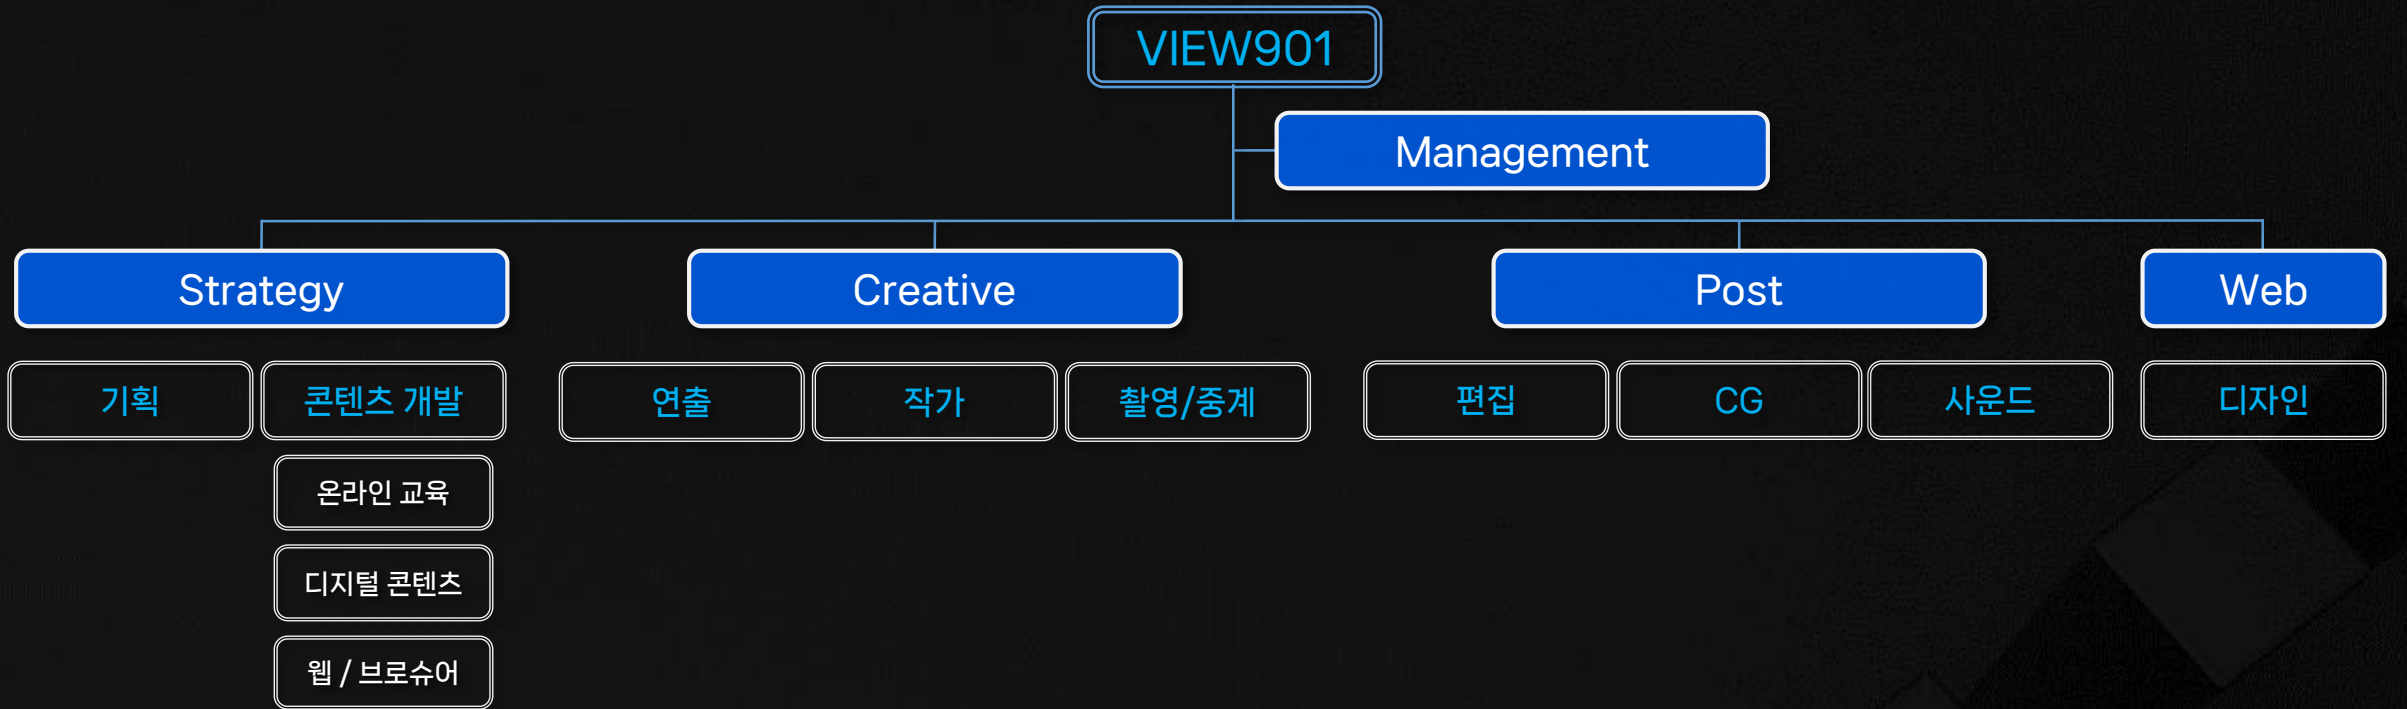 VIEW901
Management
Strategy
Creative
Post
Web
기획
콘텐츠 개발
연출
작가
촬영/중계
편집
CG
사운드
디자인
온라인 교육
디지털 콘텐츠
웹 / 브로슈어